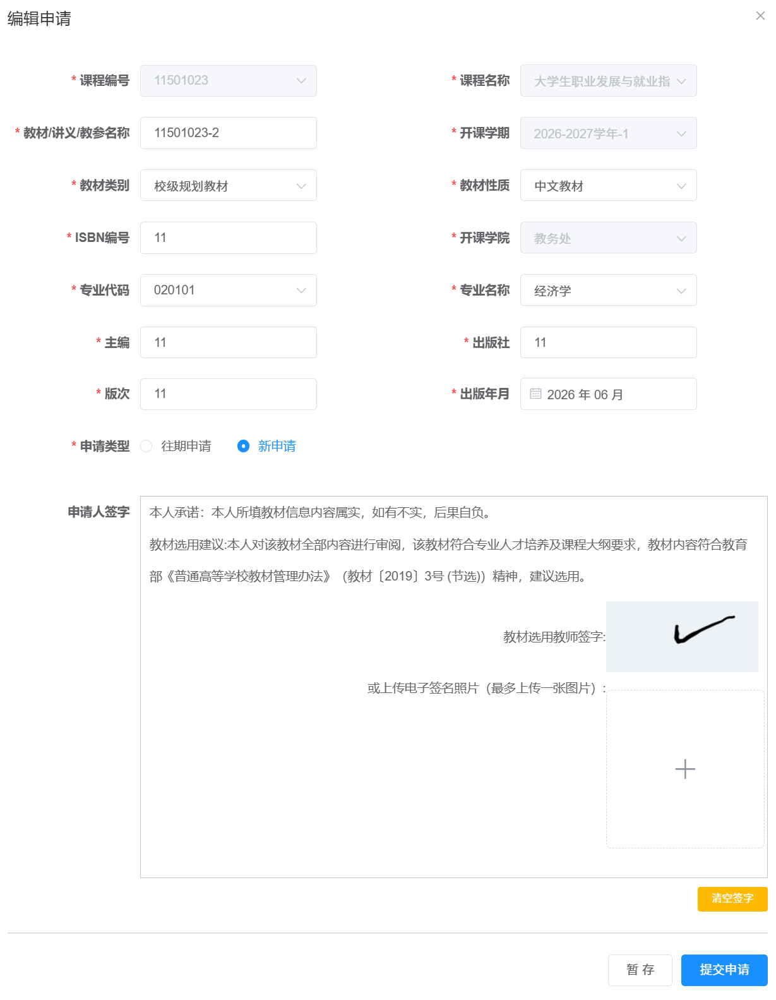 编辑申请
* 课程编号 11501023
* 课程名称 大学生职业发展与就业指
* 教材/讲义/教参名称 11501023-2
* 开课学期 2026-2027学年-1
* 教材类别 校级规划教材
* 教材性质 中文教材
* ISBN编号 11
* 开课学院 教务处
* 专业代码 020101
* 专业名称 经济学
* 主编 11
* 出版社 11
* 版次 11
* 出版年月 2026 年 06 月
* 申请类型 往期申请 新申请
申请人签字
本人承诺：本人所填教材信息内容属实，如有不实，后果自负。
教材选用建议:本人对该教材全部内容进行审阅，该教材符合专业人才培养及课程大纲要求，教材内容符合教育
部《普通高等学校教材管理办法》（教材〔2019〕3号 (节选)）精神，建议选用。
教材选用教师签字:
或上传电子签名照片（最多上传一张图片）:
清空签字
暂 存
提交申请